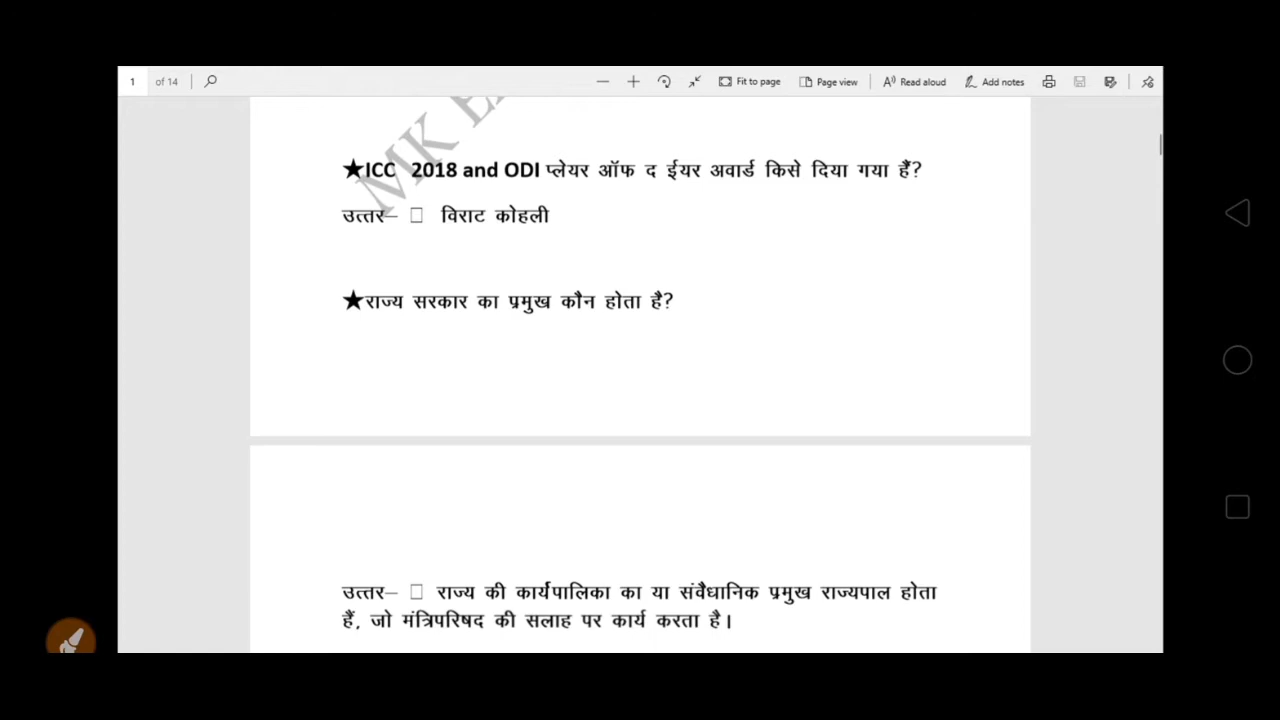 1 of 14 Fit to page Page view Read aloud Add notes
MK
★ICC 2018 and ODI प्लेयर ऑफ द ईयर अवार्ड किसे दिया गया हैं?
उत्तर– □ विराट कोहली
★राज्य सरकार का प्रमुख कौन होता है?
उत्तर– □ राज्य की कार्यपालिका का या संवैधानिक प्रमुख राज्यपाल होता
हैं, जो मंत्रिपरिषद की सलाह पर कार्य करता है।